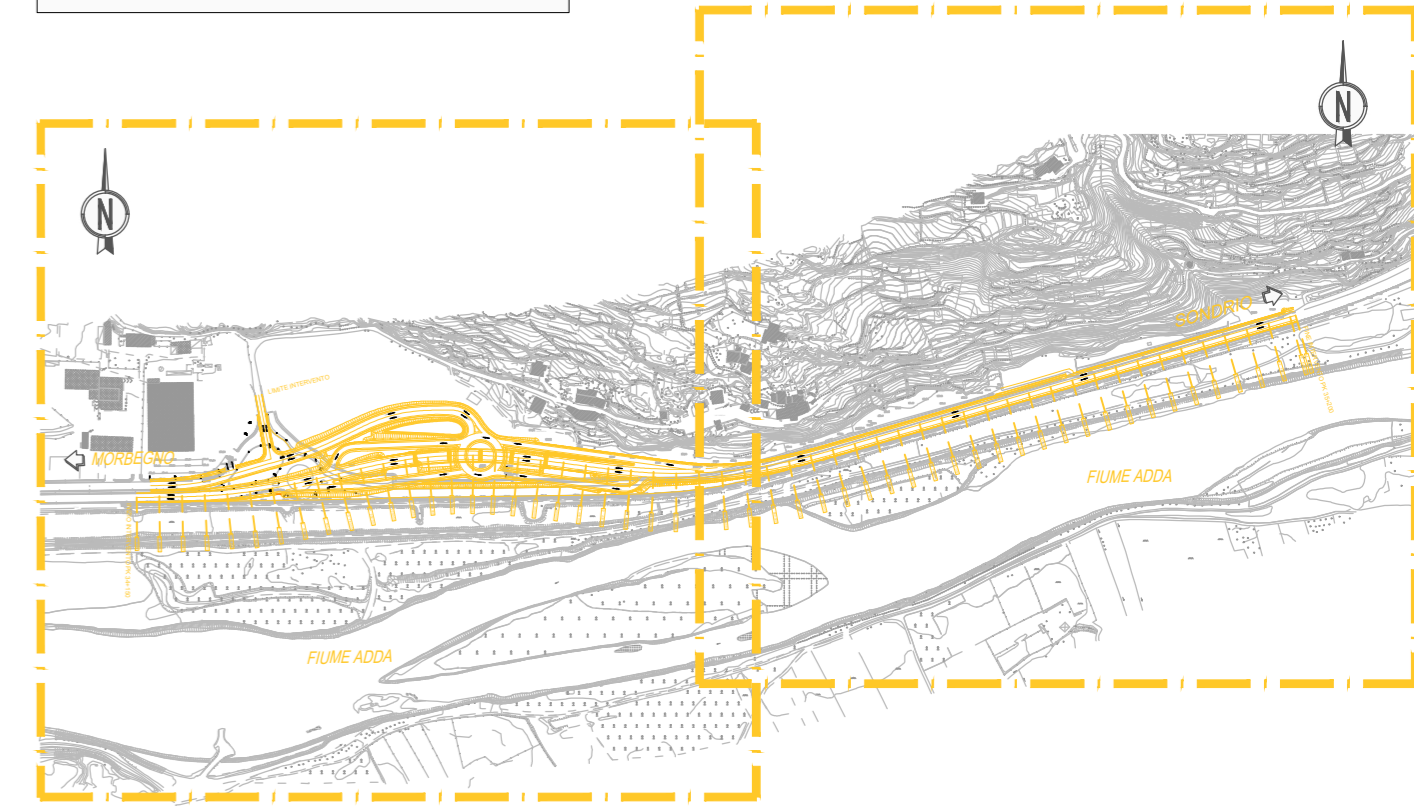 N
N
SONDRIO
LIMITE INTERVENTO
MORBEGNO
FIUME ADDA
FIUME ADDA